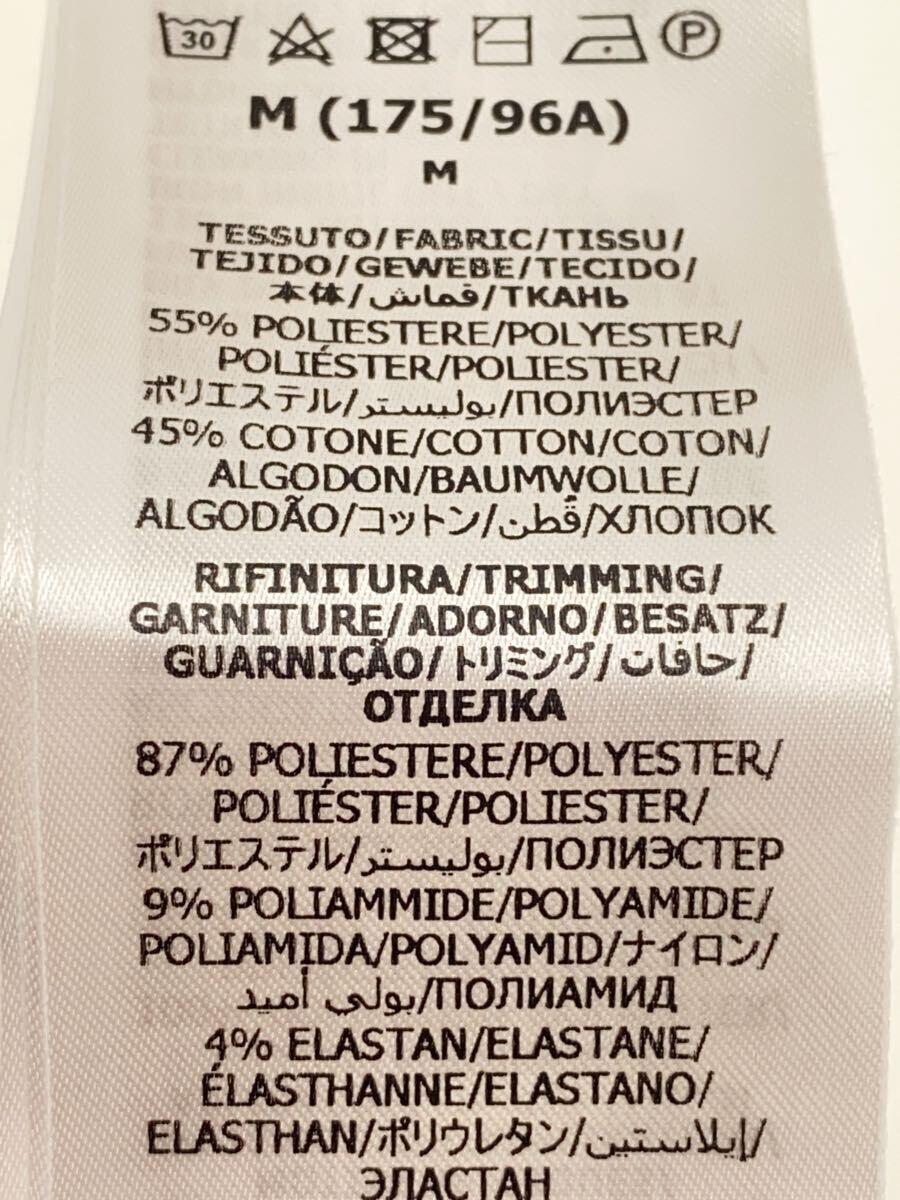 30 P
M (175/96A)
M
TESSUTO/FABRIC/TISSU/
TEJIDO/GEWEBE/TECIDO/
本体/قماش/ТКАНЬ
55% POLIESTERE/POLYESTER/
POLIÉSTER/POLIESTER/
ポリエステル/بوليستر/ПОЛИЭСТЕР
45% COTONE/COTTON/COTON/
ALGODON/BAUMWOLLE/
ALGODÃO/コットン/قُطن/ХЛОПОК
RIFINITURA/TRIMMING/
GARNITURE/ADORNO/BESATZ/
GUARNIÇÃO/トリミング/حافات/
ОТДЕЛКА
87% POLIESTERE/POLYESTER/
POLIÉSTER/POLIESTER/
ポリエステル/بوليستر/ПОЛИЭСТЕР
9% POLIAMMIDE/POLYAMIDE/
POLIAMIDA/POLYAMID/ナイロン/
بولي أميد/ПОЛИАМИД
4% ELASTAN/ELASTANE/
ÉLASTHANNE/ELASTANO/
ELASTHAN/ポリウレタン/إيلاستين/
ЭЛАСТАН